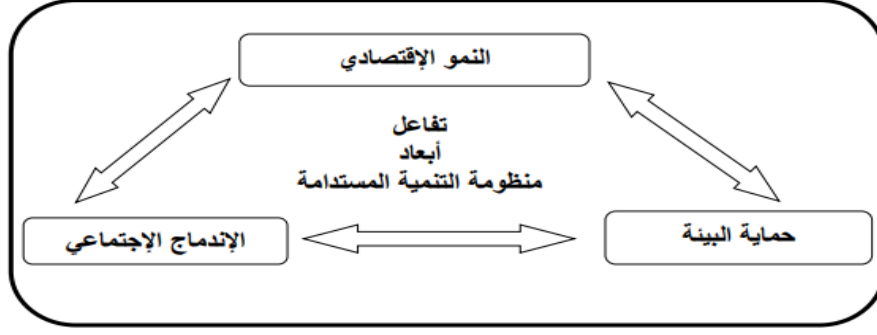 النمو الإقتصادي
تفاعل
أبعاد
منظومة التنمية المستدامة
حماية البيئة
الإندماج الإجتماعي